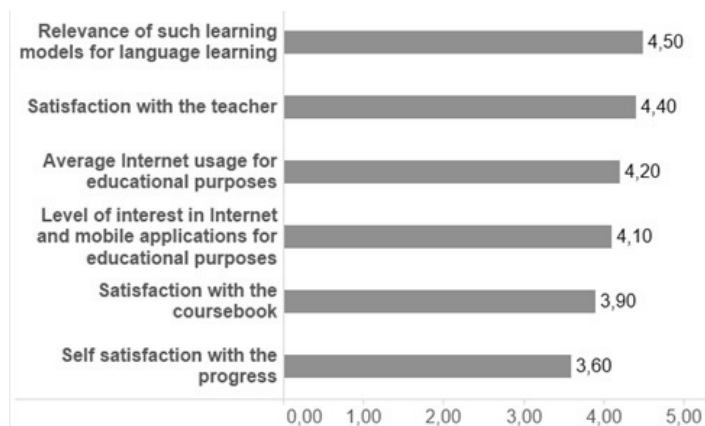 Relevance of such learning
models for language learning
4,50
Satisfaction with the teacher
4,40
Average Internet usage for
educational purposes
4,20
Level of interest in Internet
and mobile applications for
educational purposes
4,10
Satisfaction with the
coursebook
3,90
Self satisfaction with the
progress
3,60
0,00 1,00 2,00 3,00 4,00 5,00